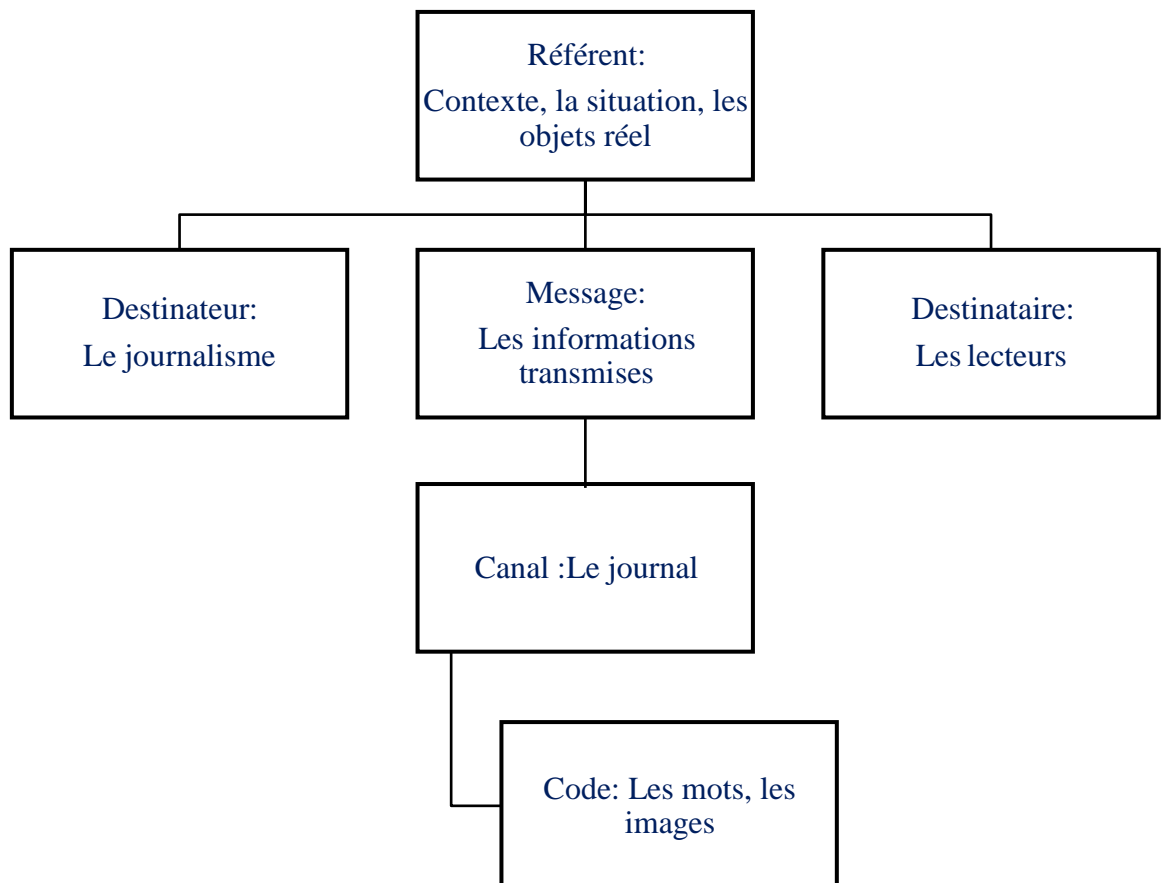 Référent:
Contexte, la situation, les
objets réel
Destinateur:
Le journalisme
Message:
Les informations
transmises
Destinataire:
Les lecteurs
Canal :Le journal
Code: Les mots, les
images